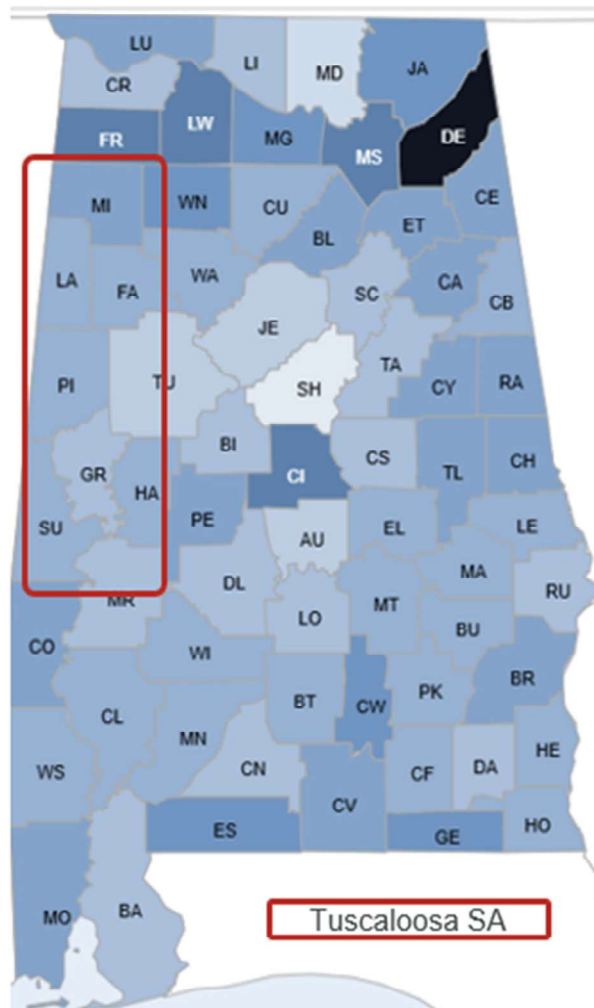 LU
LI
MD
JA
CR
FR
LW
MG
MS
DE
MI
WN
CU
BL
ET
CE
LA
FA
WA
SC
CA
CB
JE
PI
TU
SH
TA
CY
RA
GR
BI
CS
HA
CI
TL
CH
SU
PE
AU
EL
LE
MR
DL
LO
MT
MA
RU
BU
CO
WI
BR
CL
BT
CW
PK
MN
WS
CN
CF
DA
HE
CV
ES
GE
HO
MO
BA
Tuscaloosa SA